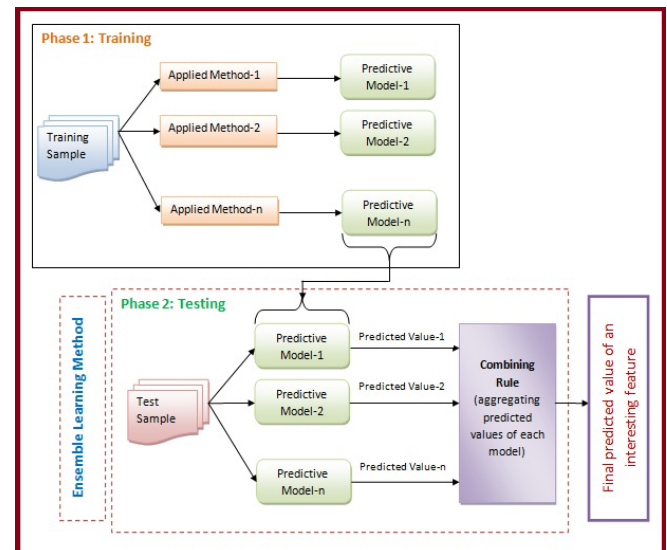 Phase 1: Training
Applied Method-1
Predictive
Model-1
Applied Method-2
Predictive
Model-2
Training
Sample
Applied Method-n
Predictive
Model-n
Ensemble Learning Method
Phase 2: Testing
Predictive
Model-1
Predicted Value-1
Test
Sample
Predictive
Model-2
Predicted Value-2
Predictive
Model-n
Predicted Value-n
Combining
Rule
(aggregating
predicted
values of each
model)
Final predicted value of an
interesting feature